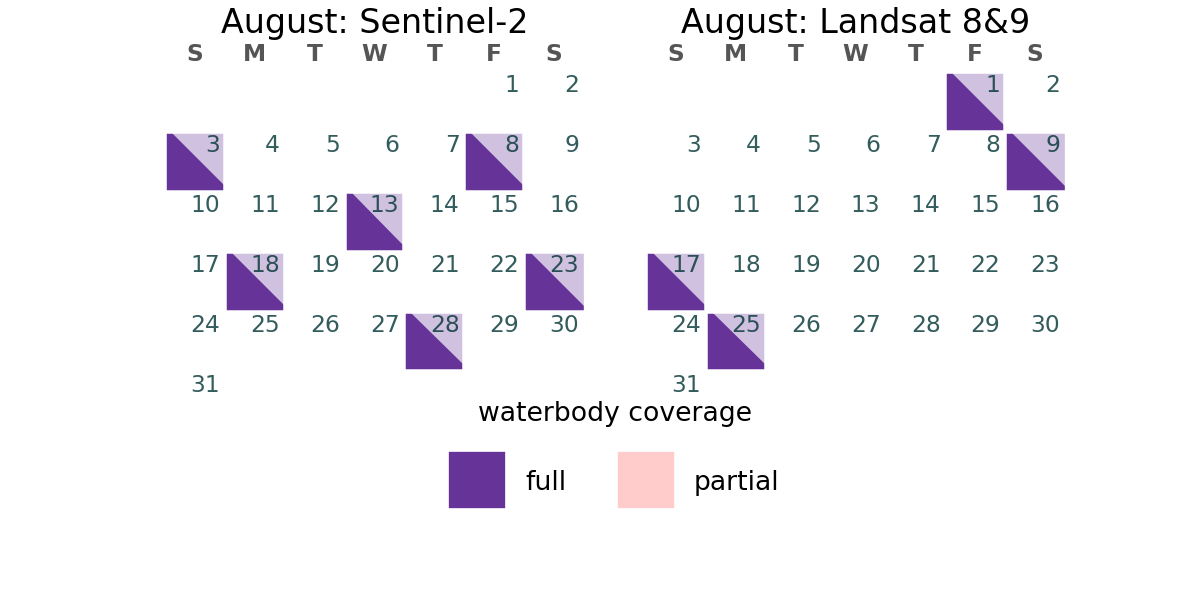 August: Sentinel-2
S M T W T F S
1 2
3 4 5 6 7 8 9
10 11 12 13 14 15 16
17 18 19 20 21 22 23
24 25 26 27 28 29 30
31
August: Landsat 8&9
S M T W T F S
1 2
3 4 5 6 7 8 9
10 11 12 13 14 15 16
17 18 19 20 21 22 23
24 25 26 27 28 29 30
31
waterbody coverage
full
partial